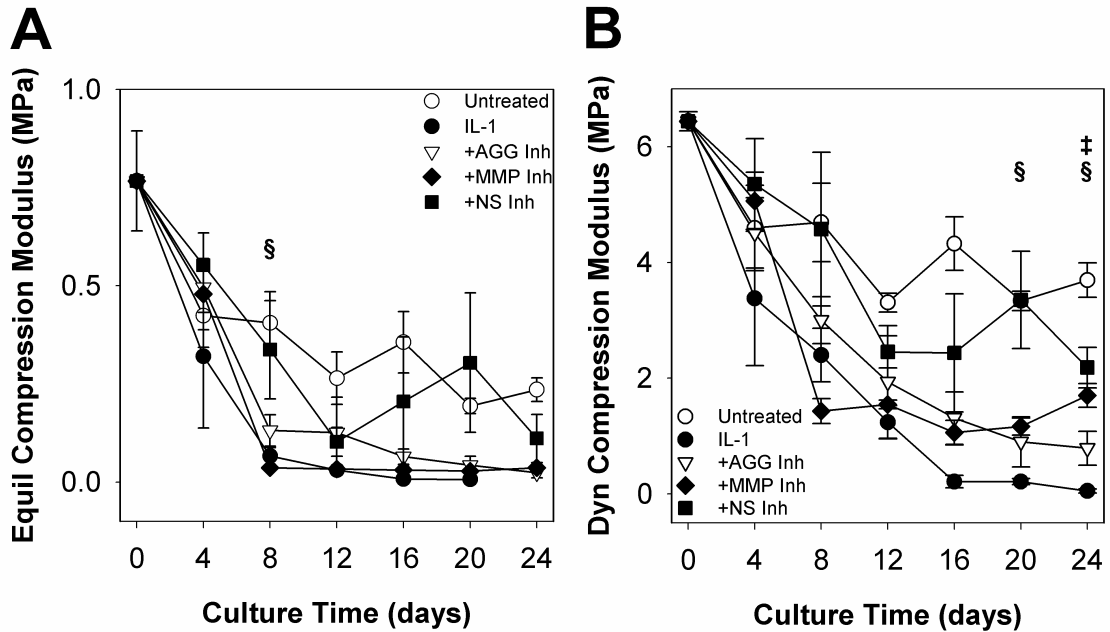 A
Equil Compression Modulus (MPa)
1.0
0.5
0.0
Untreated
IL-1
+AGG Inh
+MMP Inh
+NS Inh
§
0 4 8 12 16 20 24
Culture Time (days)
B
Dyn Compression Modulus (MPa)
6
4
2
0
‡
§ §
Untreated
IL-1
+AGG Inh
+MMP Inh
+NS Inh
0 4 8 12 16 20 24
Culture Time (days)